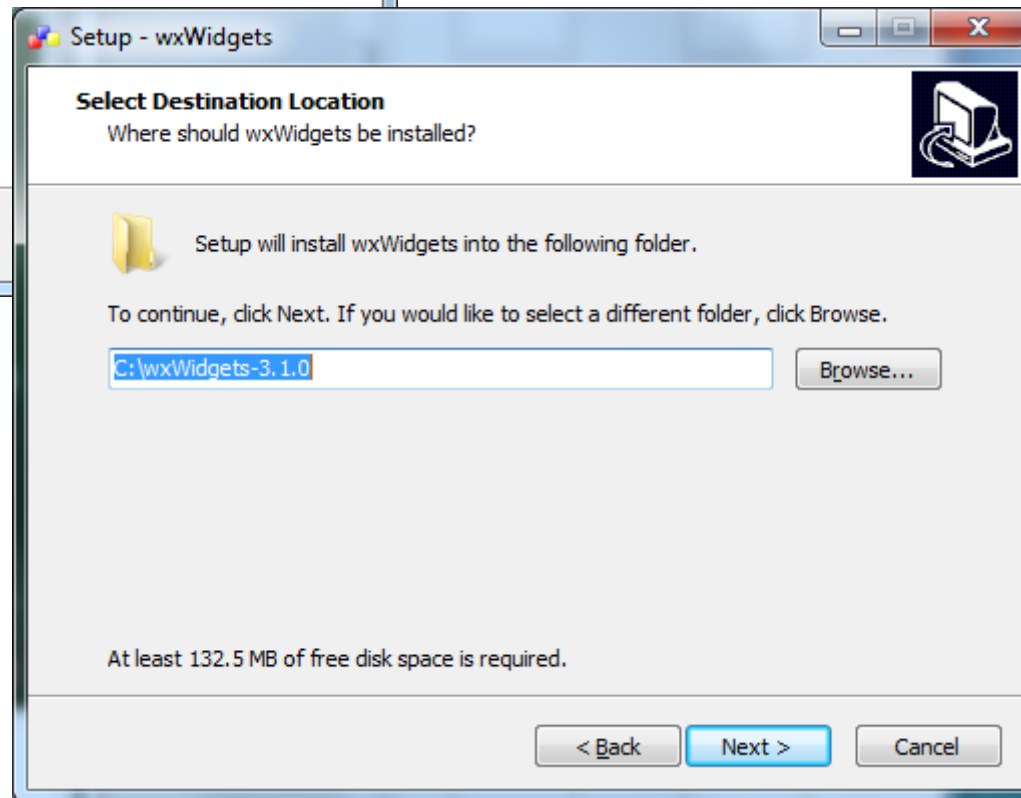 Setup - wxWidgets
Select Destination Location
Where should wxWidgets be installed?
Setup will install wxWidgets into the following folder.
To continue, click Next. If you would like to select a different folder, click Browse.
C:\wxWidgets-3.1.0
Browse...
At least 132.5 MB of free disk space is required.
< Back
Next >
Cancel